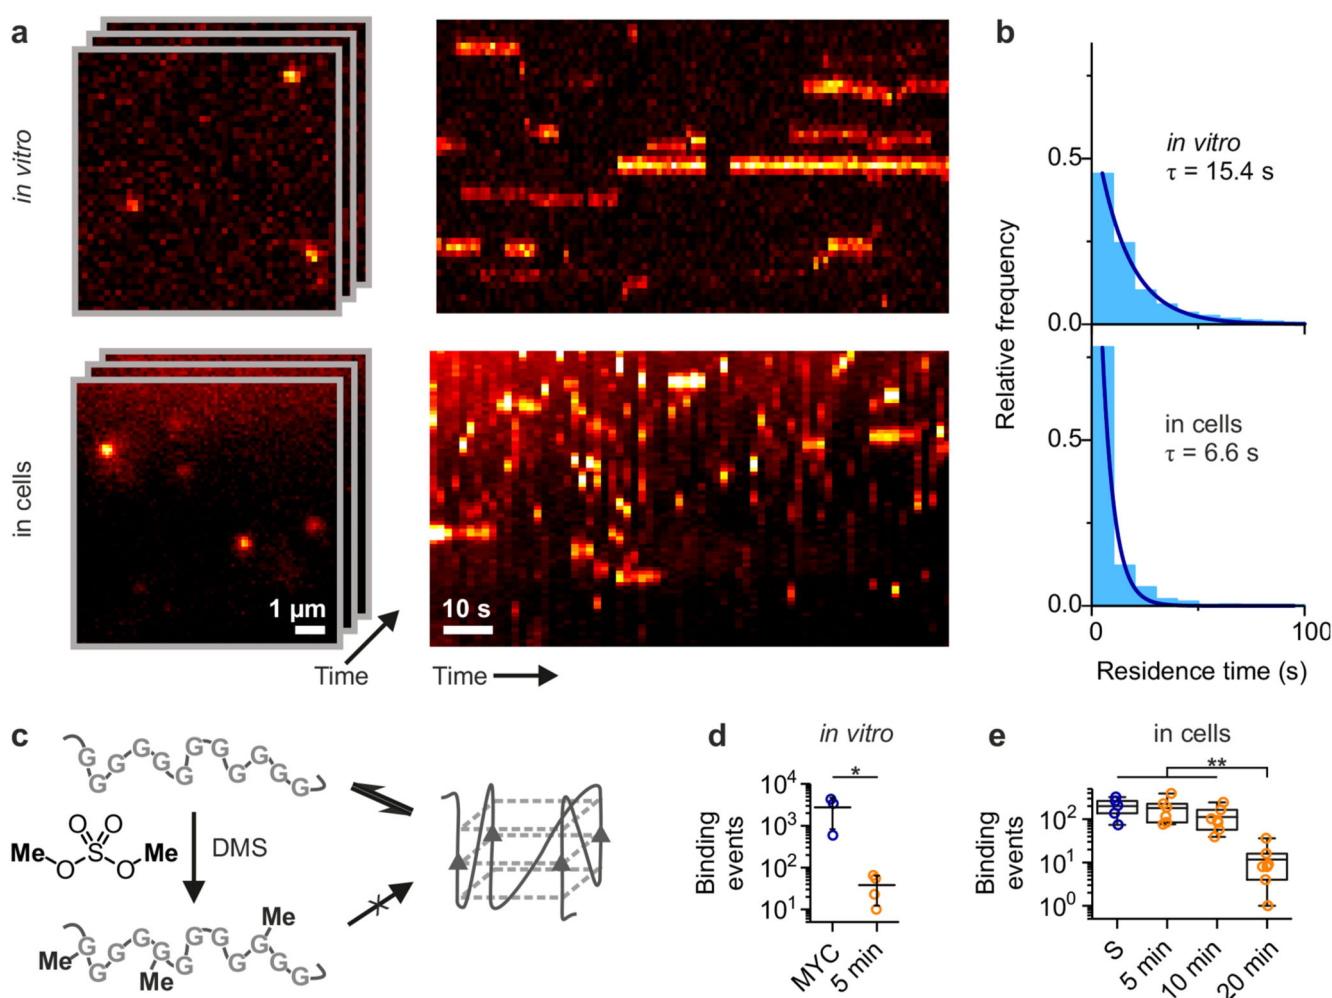 a
in vitro
in cells
1 µm
Time
10 s
Time
b
Relative frequency
0.5
0.0
in vitro
τ = 15.4 s
0.5
0.0
in cells
τ = 6.6 s
0
100
Residence time (s)
c
G G G G G G G G G G G G
O O
Me S Me
O O
DMS
Me
G G G G G G G G G G G G
Me
Me
d
in vitro
*
Binding
events
10⁴
10³
10²
10¹
MYC
5 min
e
in cells
**
Binding
events
10²
10¹
10⁰
S
5 min
10 min
20 min